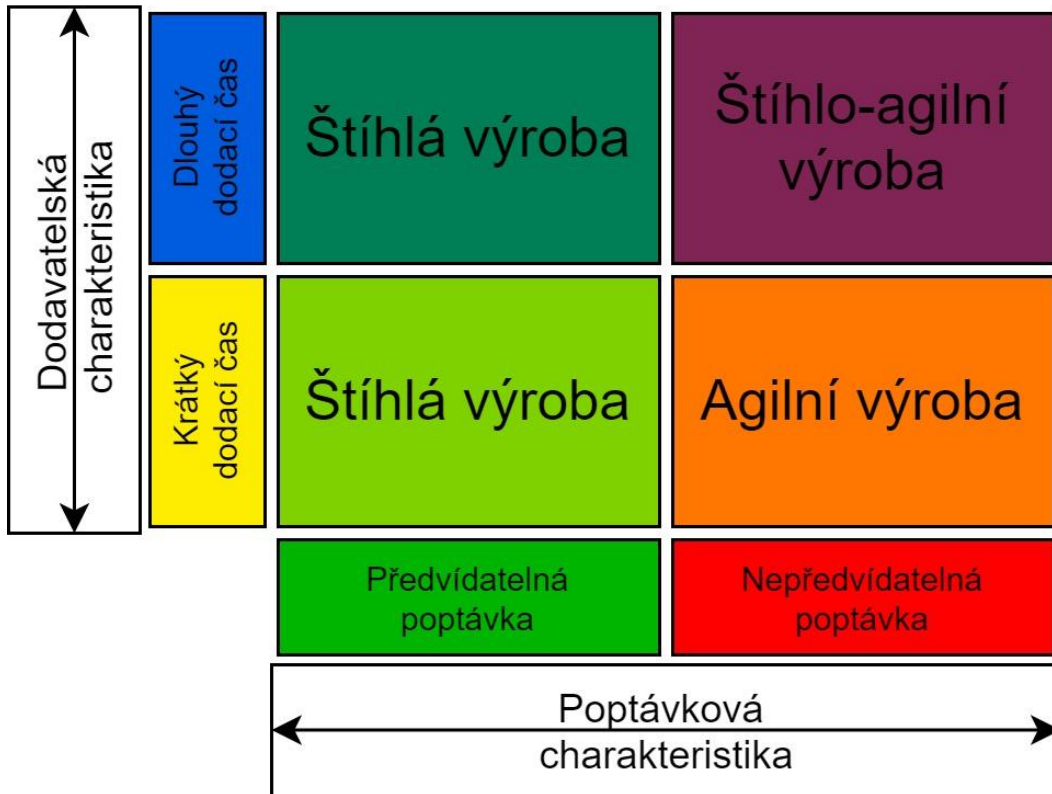 Dodavatelská
charakteristika
Dlouhý
dodací čas
Štíhlá výroba
Štíhlo-agilní
výroba
Krátký
dodací čas
Štíhlá výroba
Agilní výroba
Předvídatelná
poptávka
Nepředvídatelná
poptávka
Poptávková
charakteristika